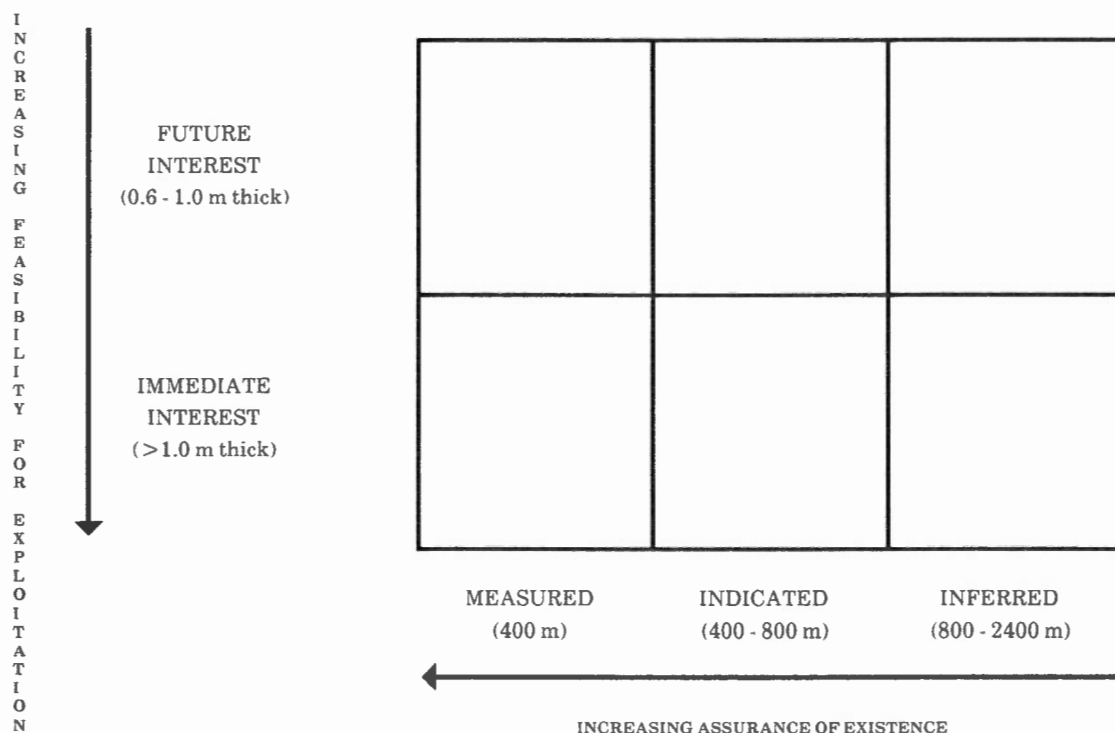 INCREASING FEASIBILITY FOR EXPLOITATION
FUTURE
INTEREST
(0.6 - 1.0 m thick)
IMMEDIATE
INTEREST
(>1.0 m thick)
MEASURED
(400 m)
INDICATED
(400 - 800 m)
INFERRED
(800 - 2400 m)
INCREASING ASSURANCE OF EXISTENCE